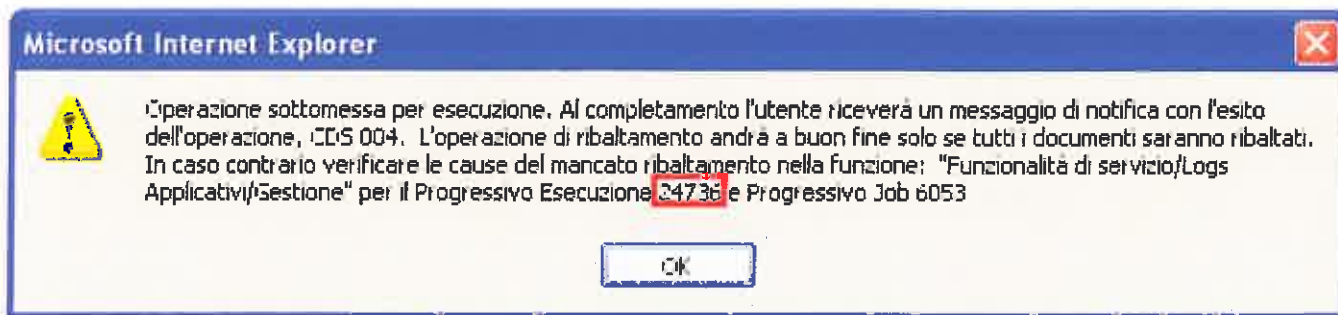 Microsoft Internet Explorer
Operazione sottomessa per esecuzione. Al completamento l'utente riceverà un messaggio di notifica con l'esito
dell'operazione, CDS 004. L'operazione di ribaltamento andrà a buon fine solo se tutti i documenti saranno ribaltati.
In caso contrario verificare le cause del mancato ribaltamento nella funzione: "Funzionalità di servizio/Logs
Applicativi/Gestione" per il Progressivo Esecuzione 24736 e Progressivo Job 6053
OK